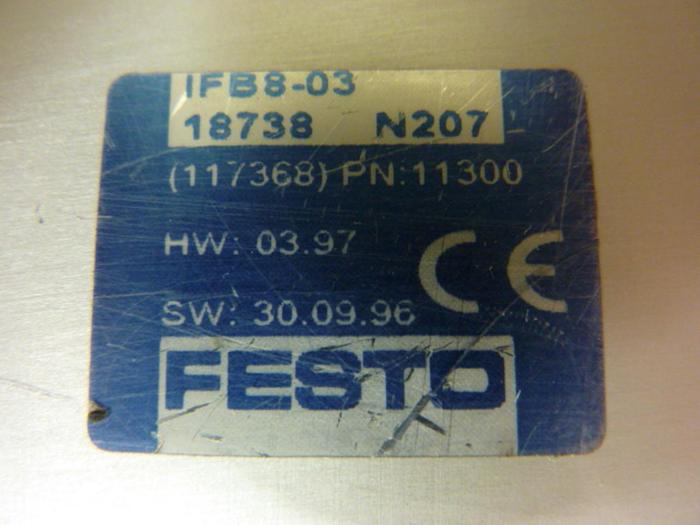 IFB8-03
18738 N207
(117368) PN:11300
HW: 03.97
SW: 30.09.96
CE
FESTO